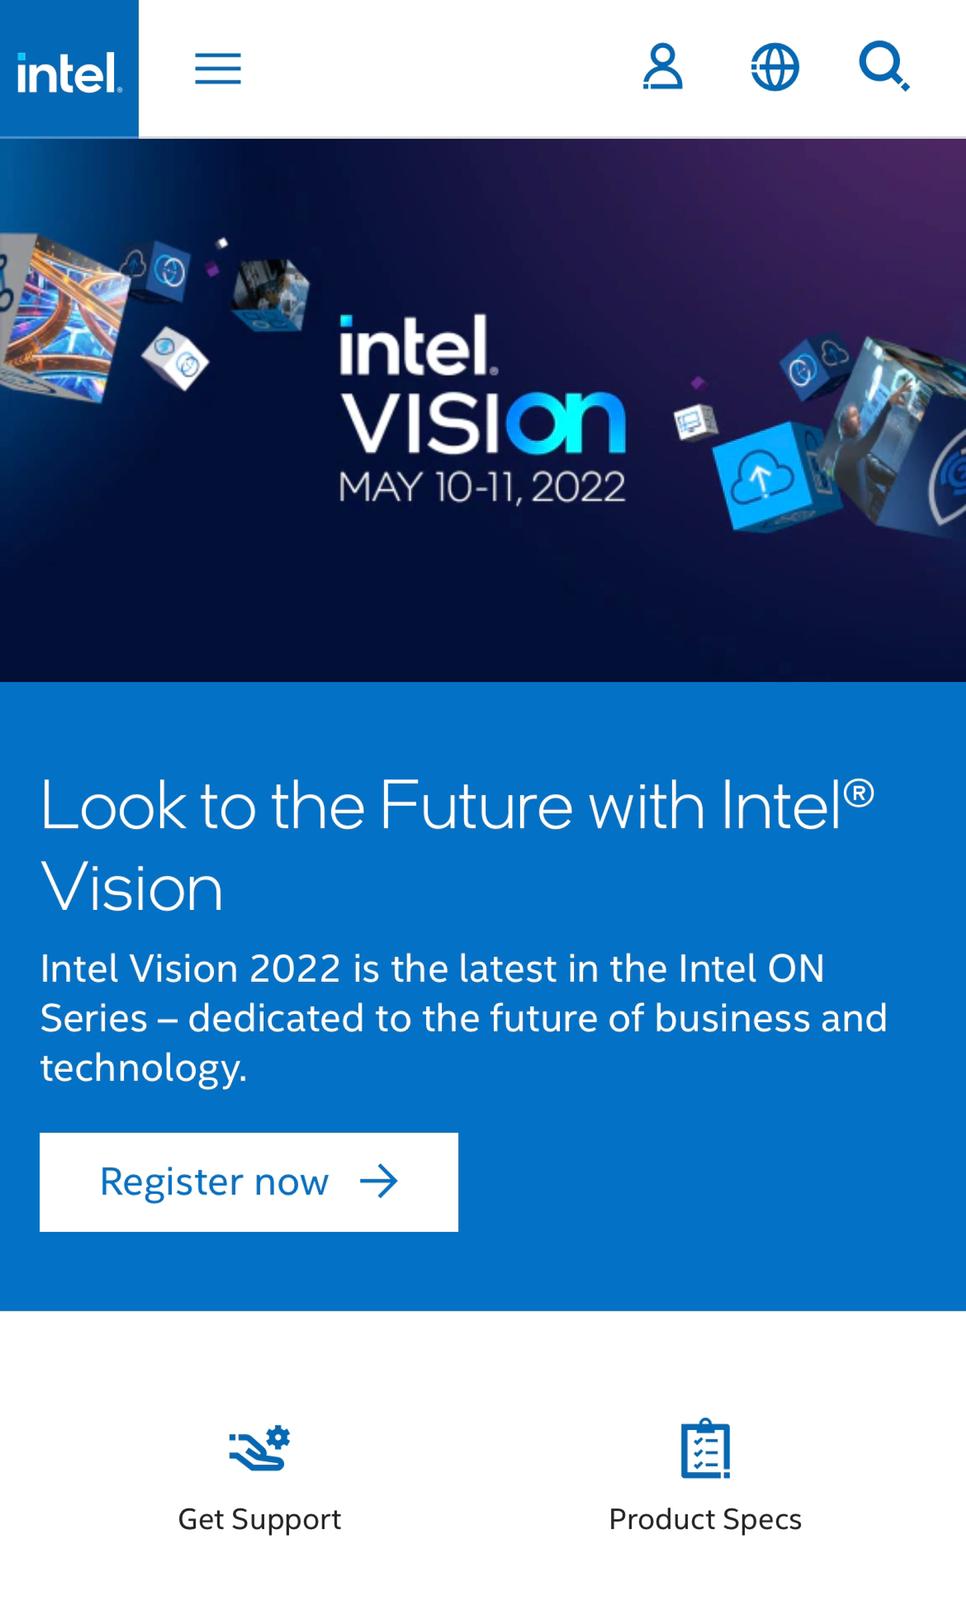 intel.
intel.
VISION
MAY 10-11, 2022
Look to the Future with Intel®
Vision
Intel Vision 2022 is the latest in the Intel ON
Series – dedicated to the future of business and
technology.
Register now
Get Support
Product Specs